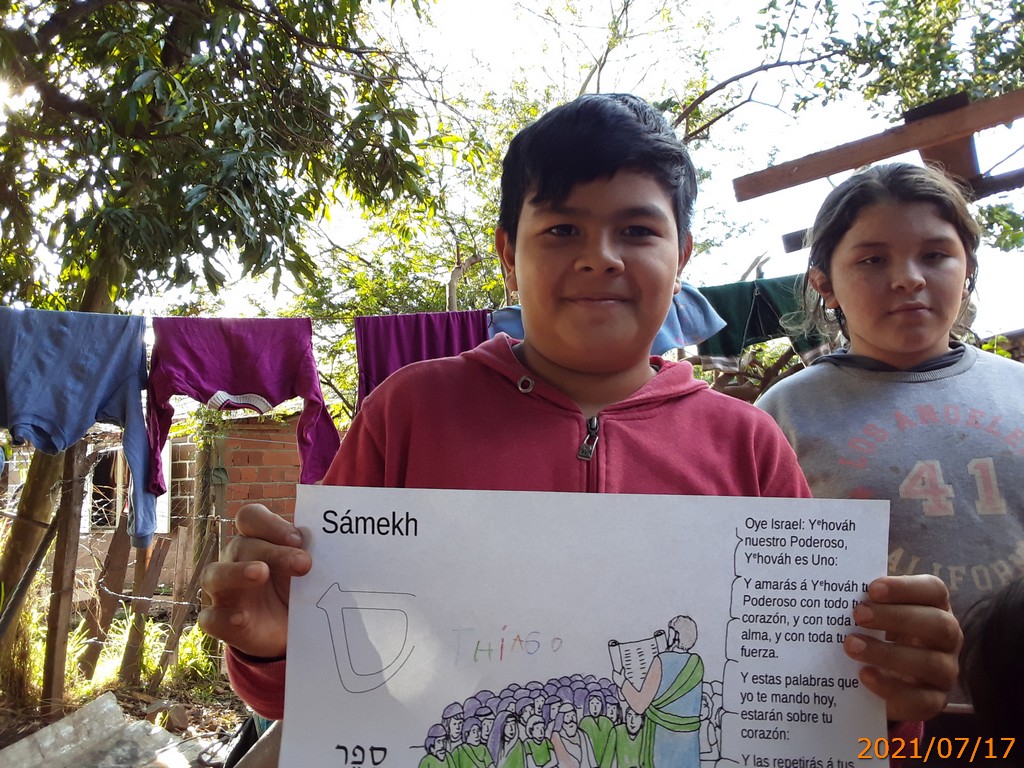 Sámekh
THIAGO
ספר
Oye Israel: Yᵉhováh
nuestro Poderoso,
Yᵉhováh es Uno:
Y amarás á Yᵉhováh tu
Poderoso con todo tu
corazón, y con toda
alma, y con toda tu
fuerza.
Y estas palabras que
yo te mando hoy,
estarán sobre tu
corazón:
Y las repetirás á tus
LOS ANGELES
41
CALIFOR
2021/07/17